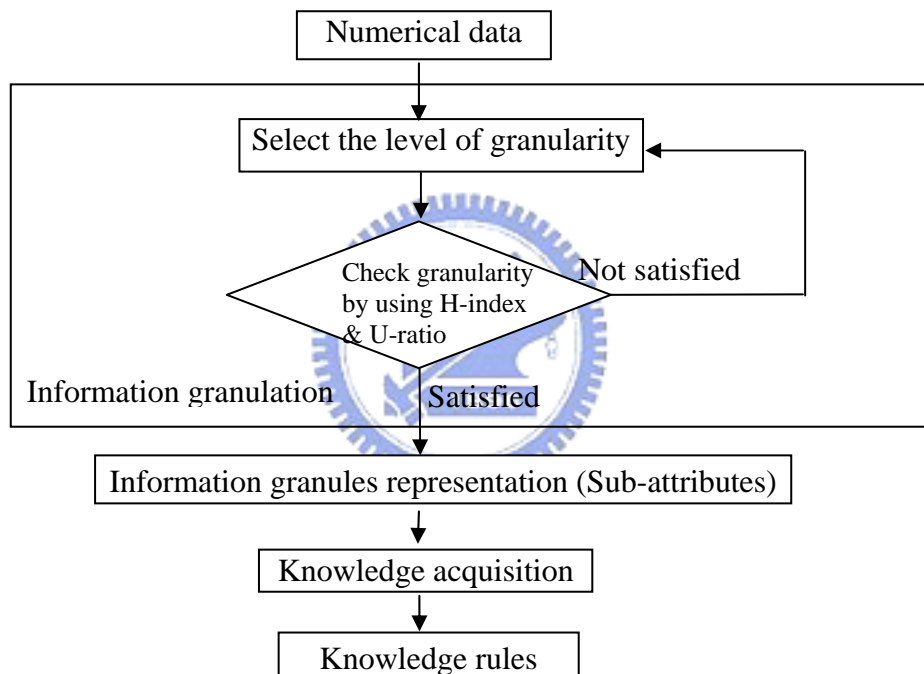 Numerical data
Select the level of granularity
Check granularity
by using H-index
& U-ratio
Not satisfied
Information granulation
Satisfied
Information granules representation (Sub-attributes)
Knowledge acquisition
Knowledge rules